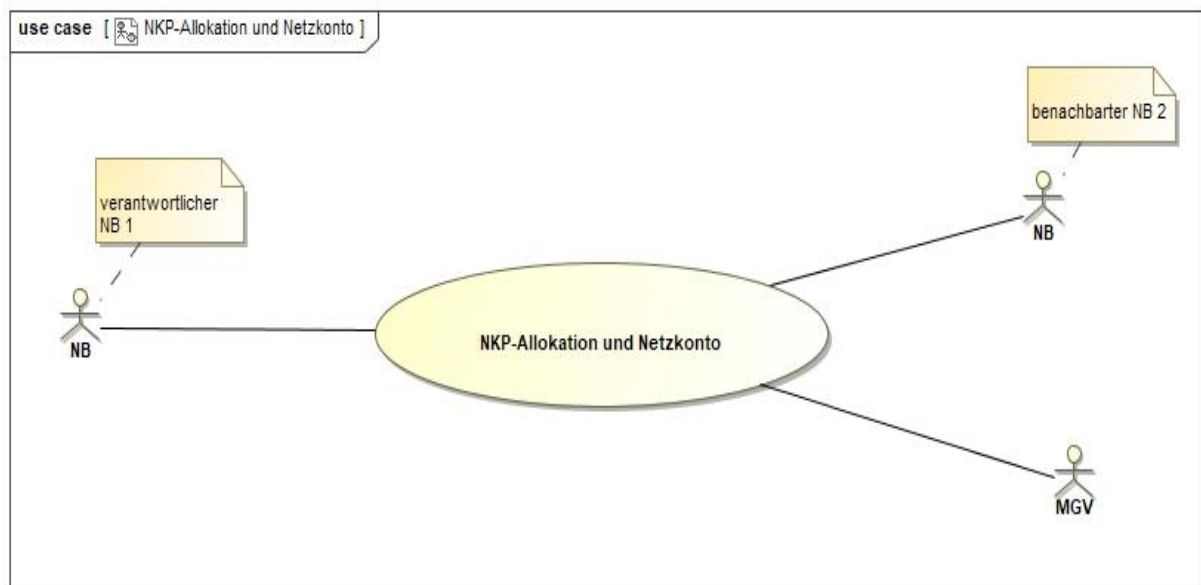 use case [ NKP-Allokation und Netzkonto ]
benachbarter NB 2
verantwortlicher
NB 1
NB
NB
NKP-Allokation und Netzkonto
MGV